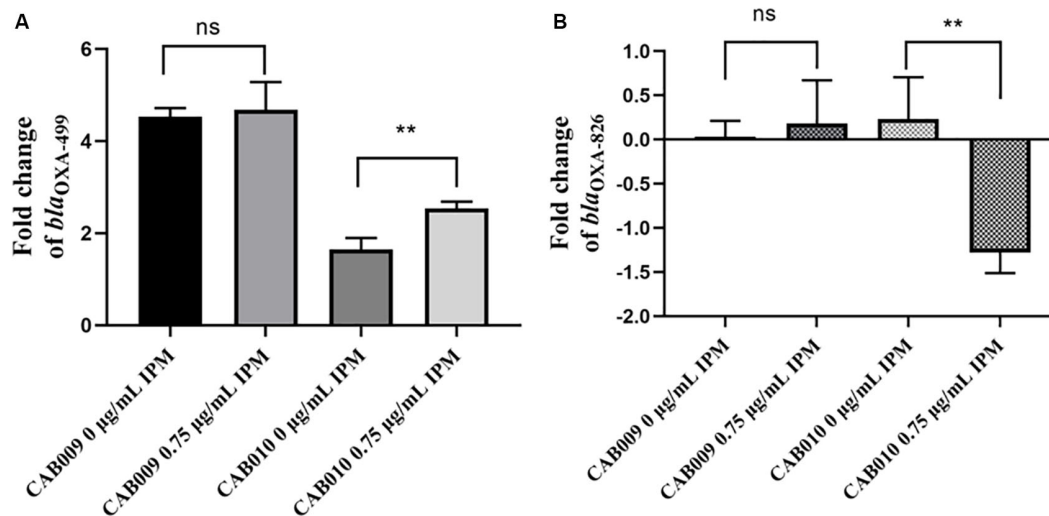 A
ns
**
6
4
2
0
Fold change
of blaOXA-499
CAB009 0 µg/mL IPM
CAB009 0.75 µg/mL IPM
CAB010 0 µg/mL IPM
CAB010 0.75 µg/mL IPM
B
ns
**
1.0
0.5
0.0
-0.5
-1.0
-1.5
-2.0
Fold change
of blaOXA-826
CAB009 0 µg/mL IPM
CAB009 0.75 µg/mL IPM
CAB010 0 µg/mL IPM
CAB010 0.75 µg/mL IPM